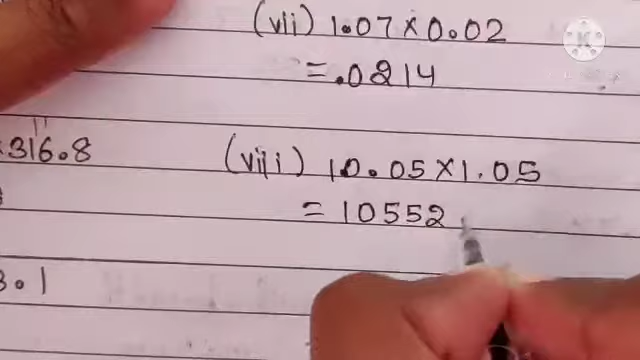 (vii) 1.07×0.02
=.0214
×316.8
(viii) 10.05×1.05
=10552
3.1